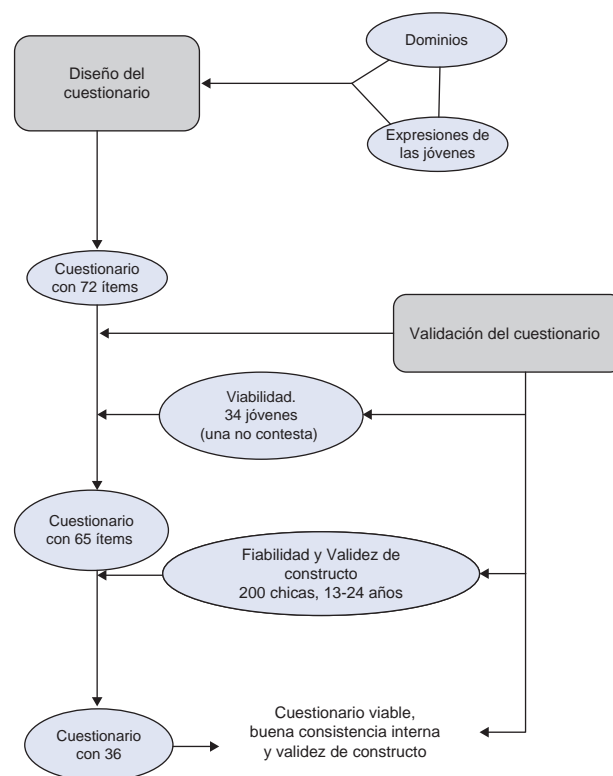 Dominios
Diseño del
cuestionario
Expresiones de
las jóvenes
Cuestionario
con 72 ítems
Validación del cuestionario
Viabilidad.
34 jóvenes
(una no contesta)
Cuestionario
con 65 ítems
Fiabilidad y Validez de
constructo
200 chicas, 13-24 años
Cuestionario viable,
buena consistencia interna
y validez de constructo
Cuestionario
con 36